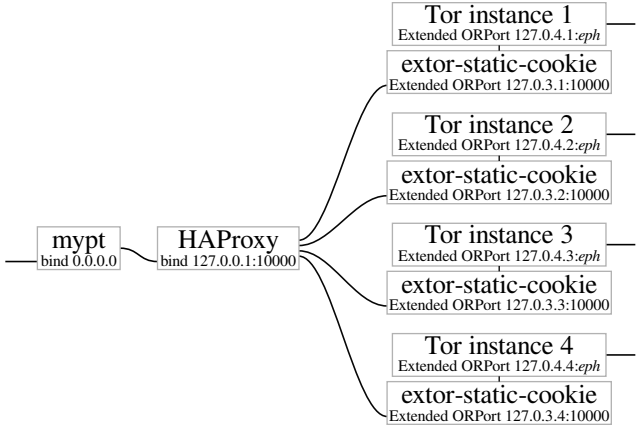 Tor instance 1
Extended ORPort 127.0.4.1:eph
extor-static-cookie
Extended ORPort 127.0.3.1:10000
Tor instance 2
Extended ORPort 127.0.4.2:eph
extor-static-cookie
Extended ORPort 127.0.3.2:10000
mypt
bind 0.0.0.0
HAProxy
bind 127.0.0.1:10000
Tor instance 3
Extended ORPort 127.0.4.3:eph
extor-static-cookie
Extended ORPort 127.0.3.3:10000
Tor instance 4
Extended ORPort 127.0.4.4:eph
extor-static-cookie
Extended ORPort 127.0.3.4:10000